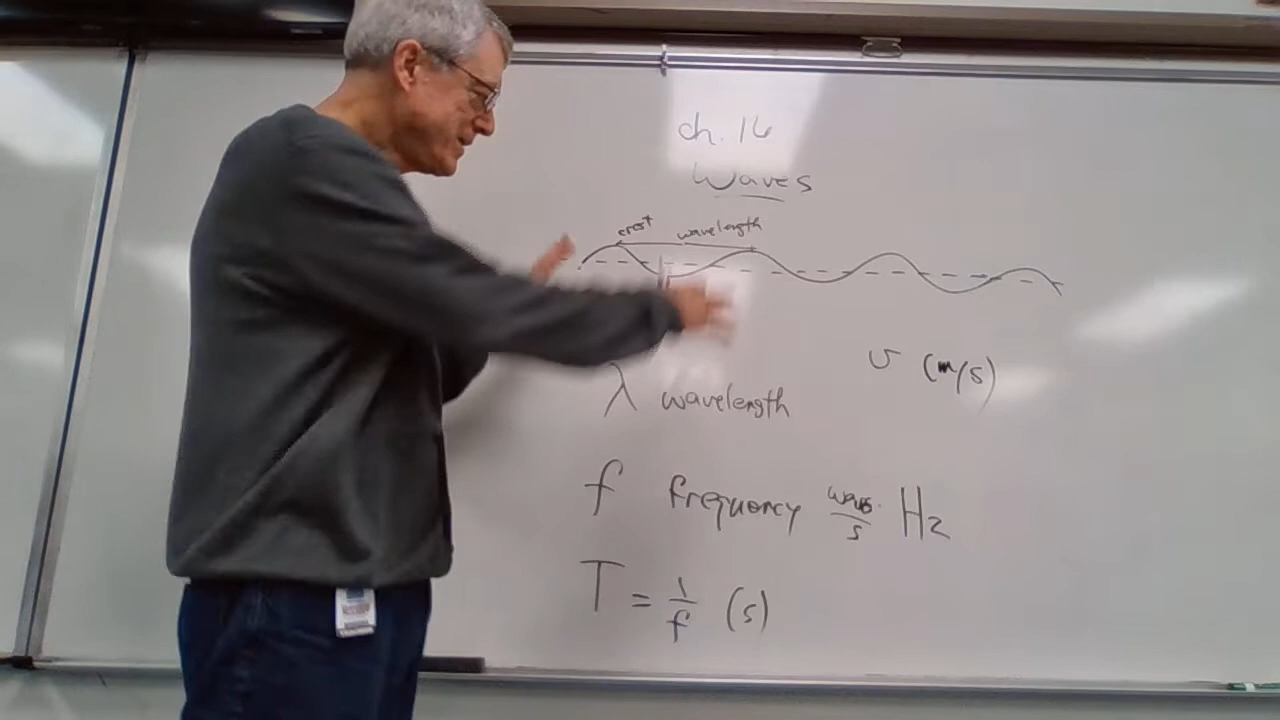 ch. 16
Waves
crest wavelength
v (m/s)
λ wavelength
f frequency waves/s Hz
T = 1/f (s)